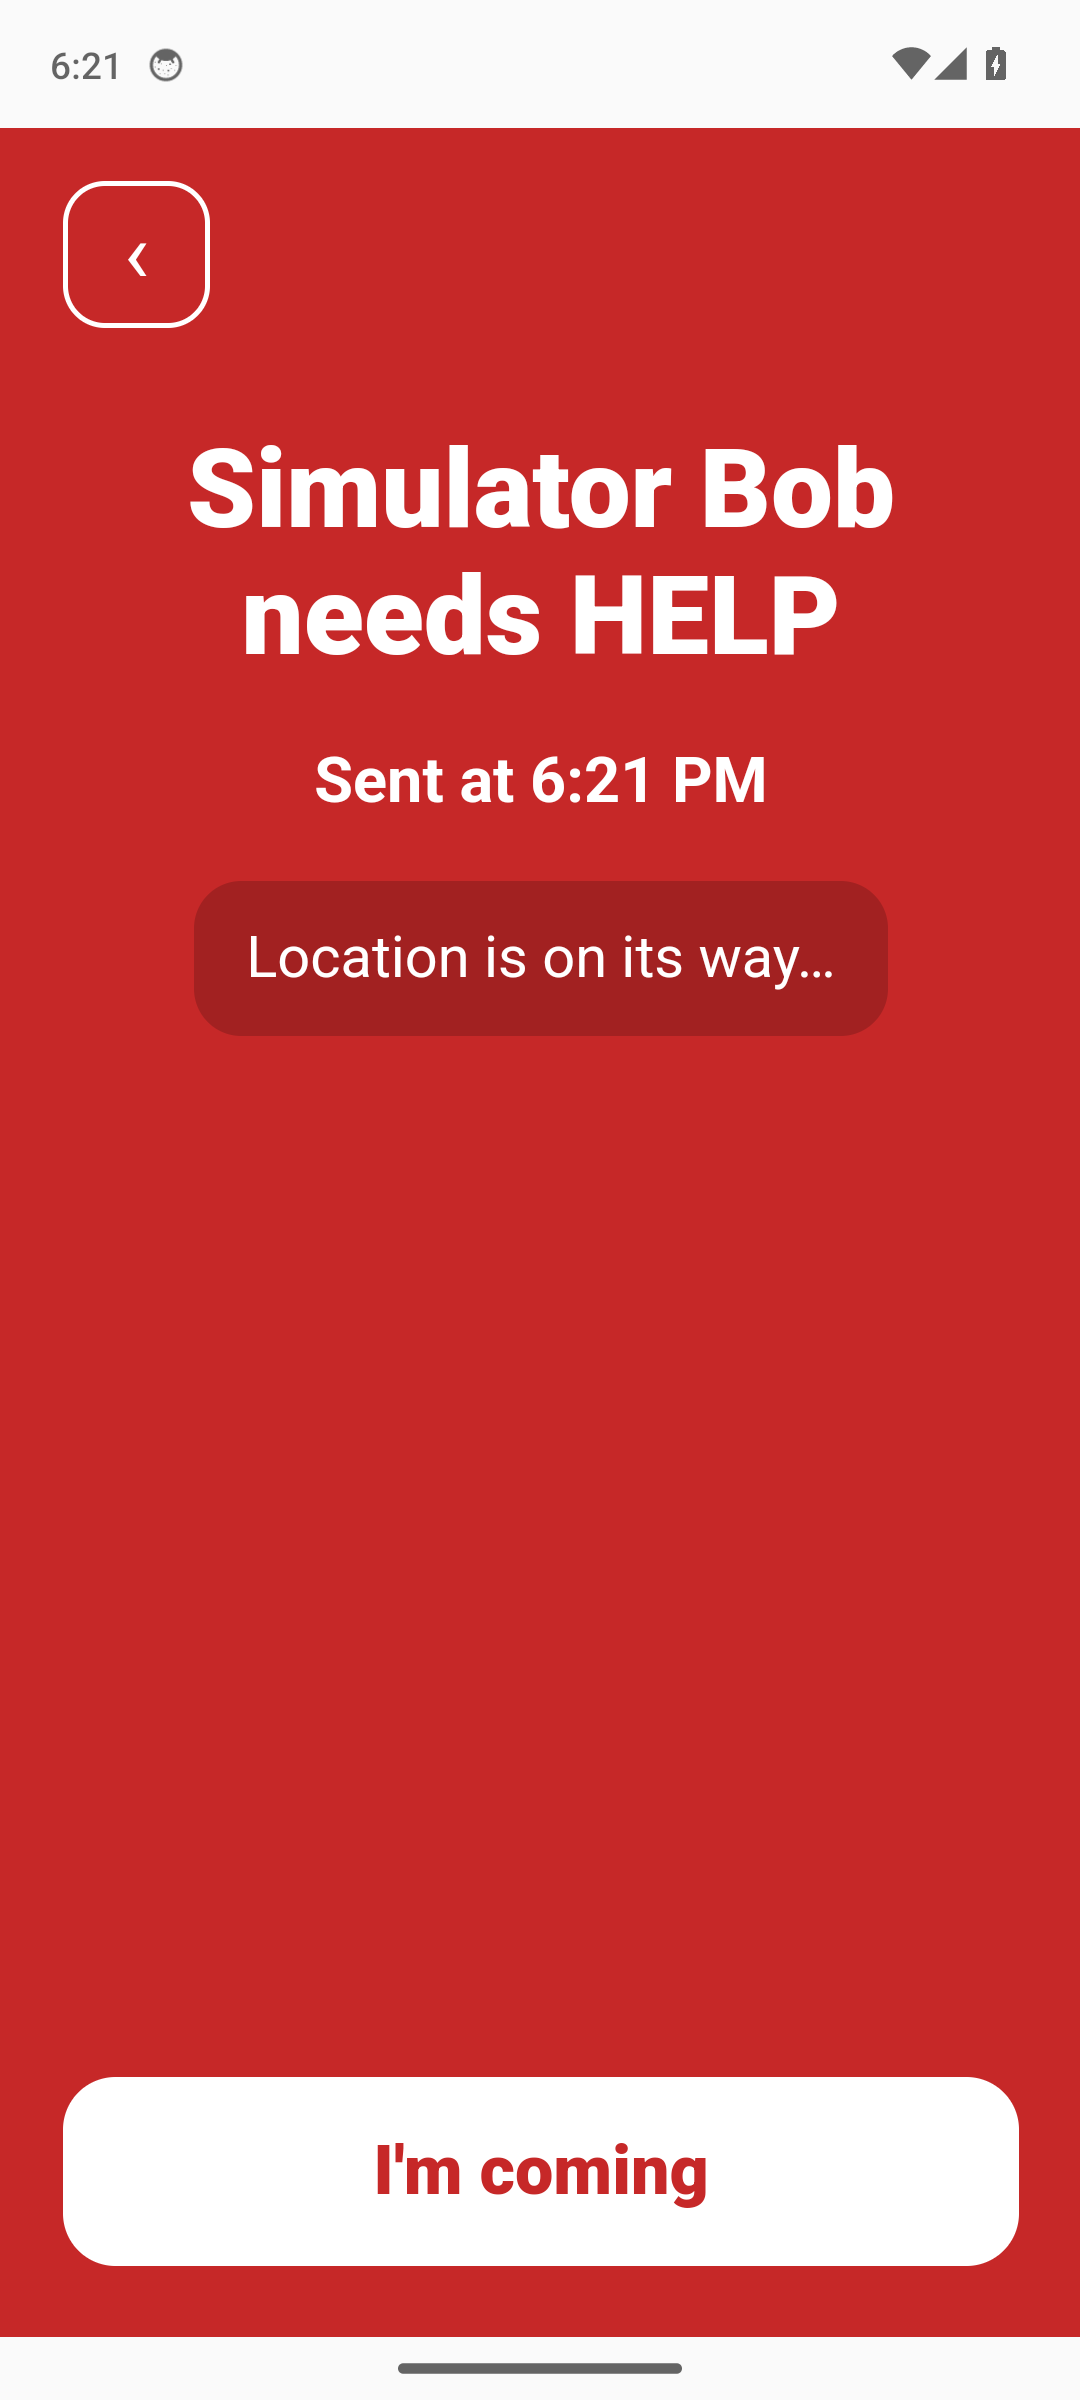 6:21
‹
Simulator Bob
needs HELP
Sent at 6:21 PM
Location is on its way...
I'm coming